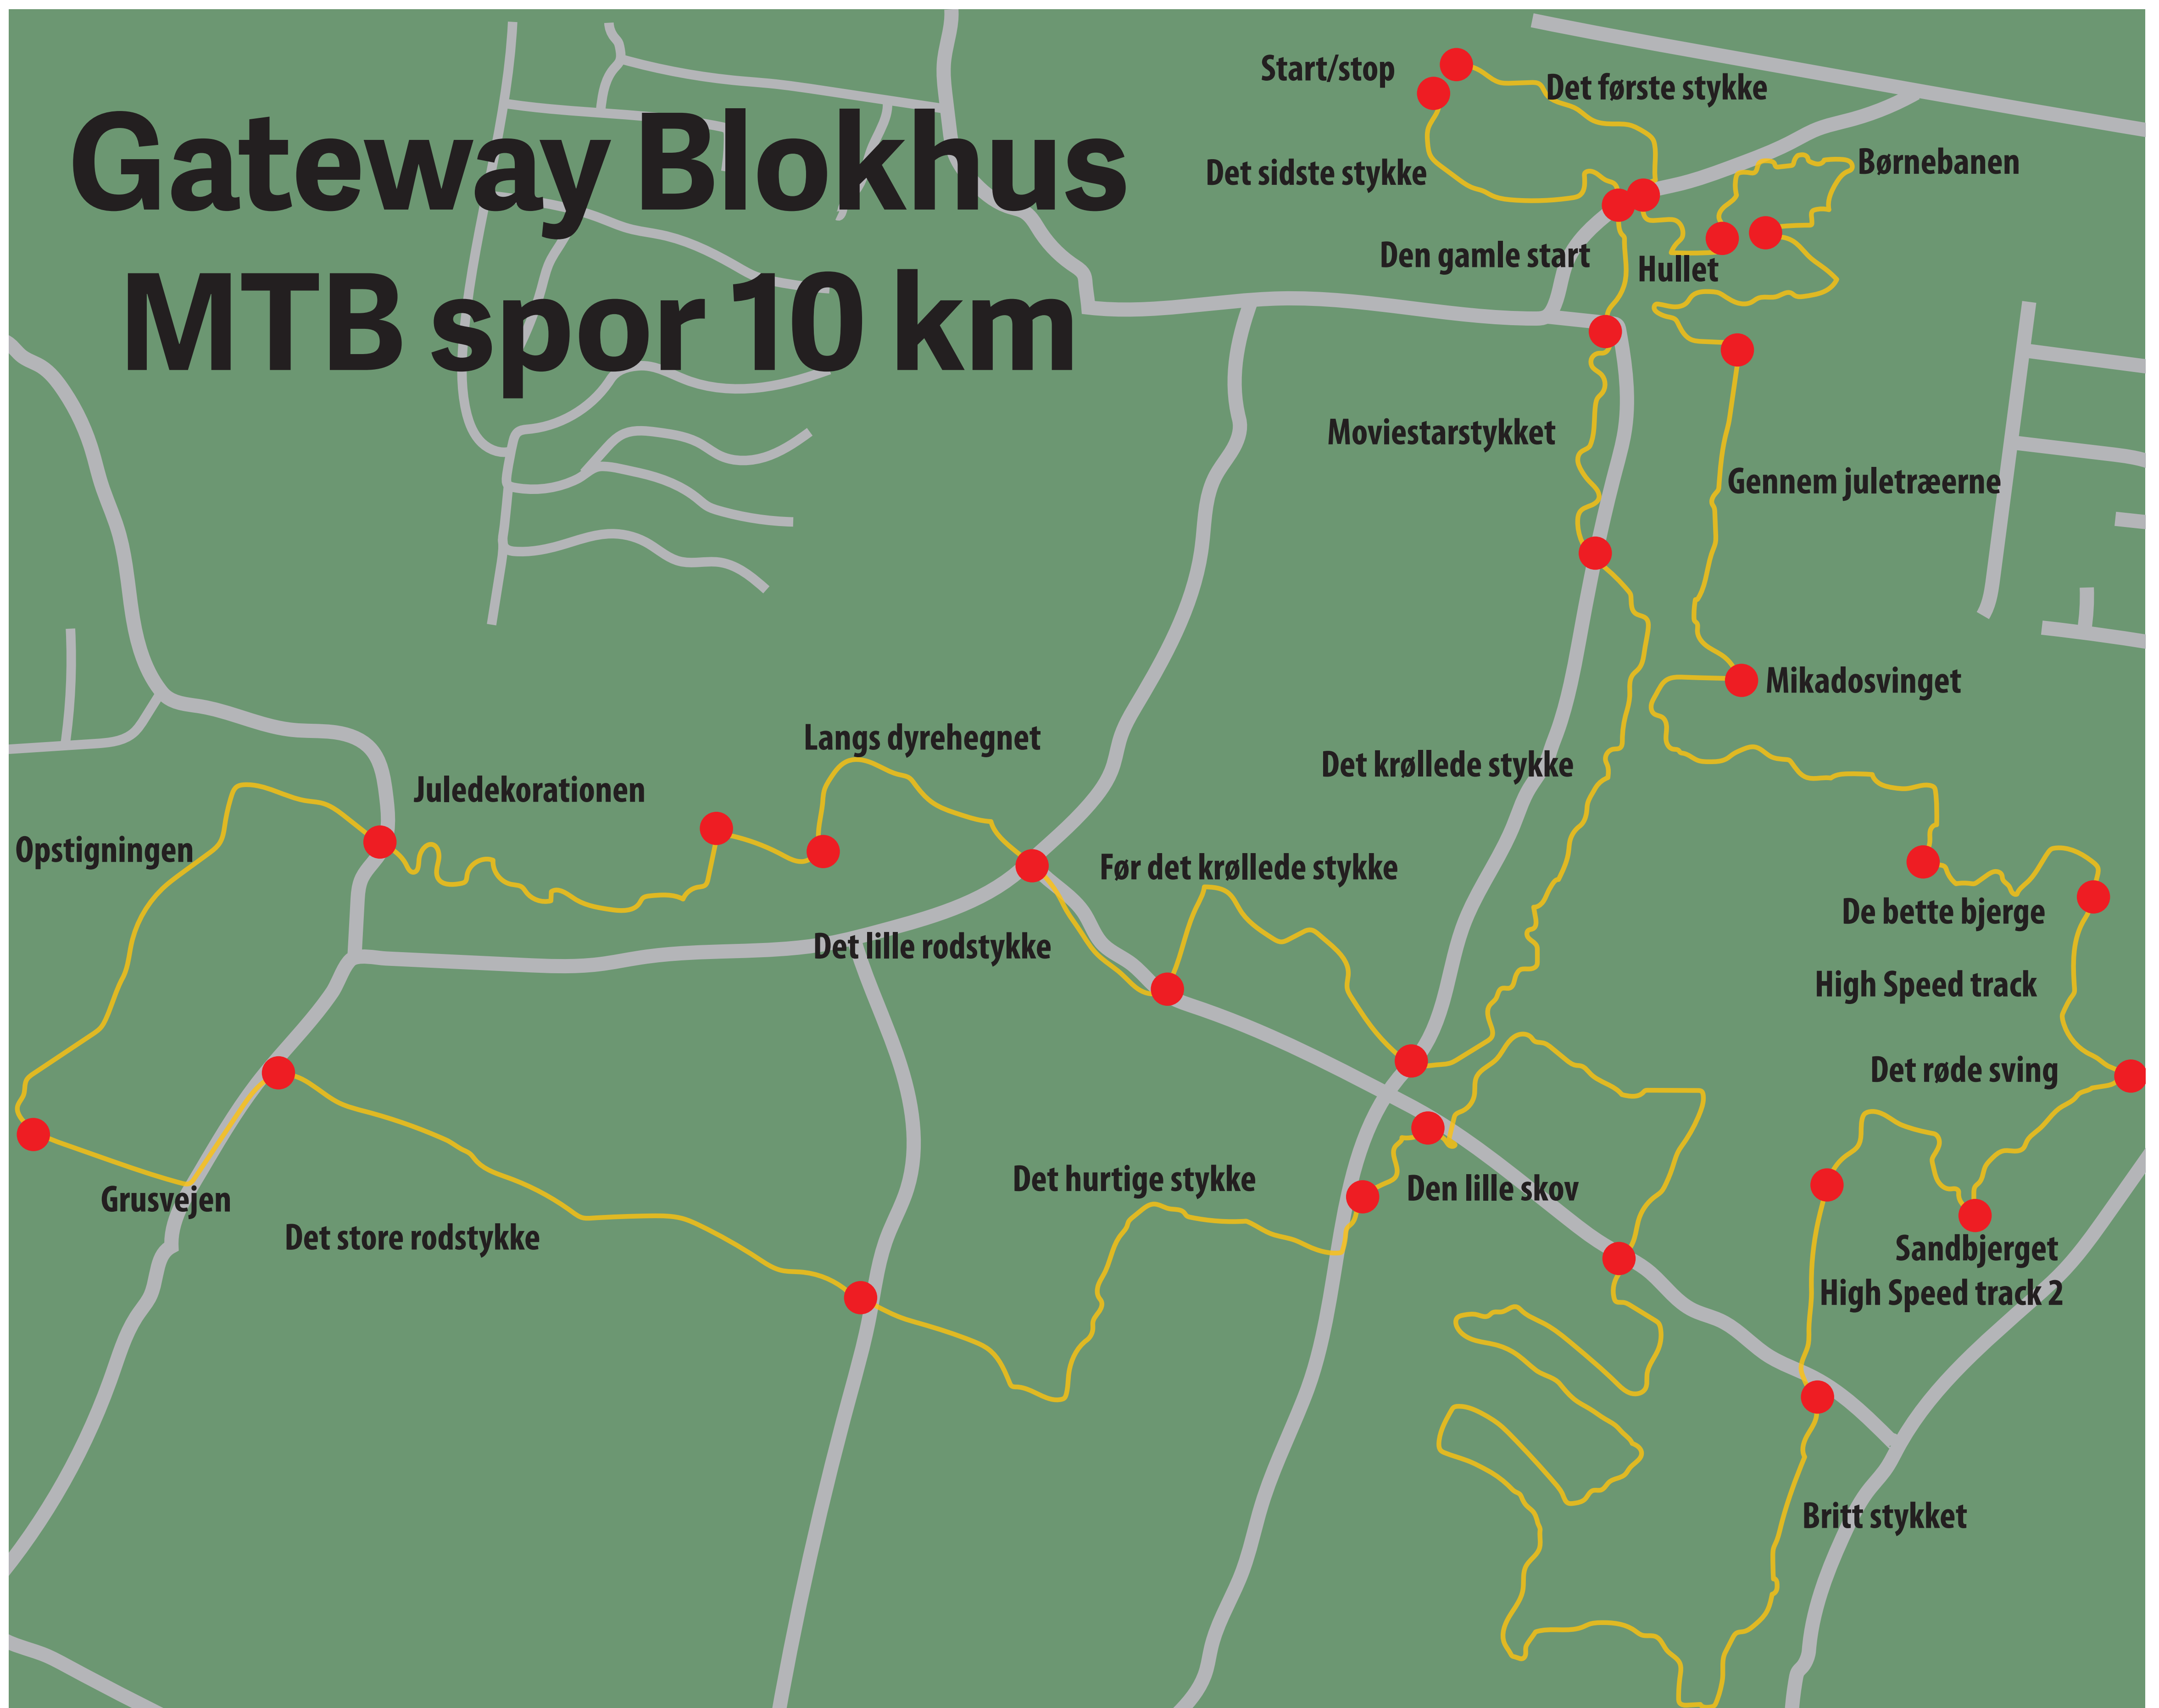 Gateway Blokhus
MTB spor 10 km
Start/stop
Det første stykke
Det sidste stykke
Børnebanen
Den gamle start
Hullet
Moviestarstykket
Gennem juletræerne
Mikadosvinget
Langs dyrehegnet
Det krøllede stykke
Juledekorationen
Opstigningen
Før det krøllede stykke
De bette bjerge
Det lille rodstykke
High Speed track
Det røde sving
Det hurtige stykke
Den lille skov
Grusvejen
Det store rodstykke
Sandbjerget
High Speed track 2
Britt stykket